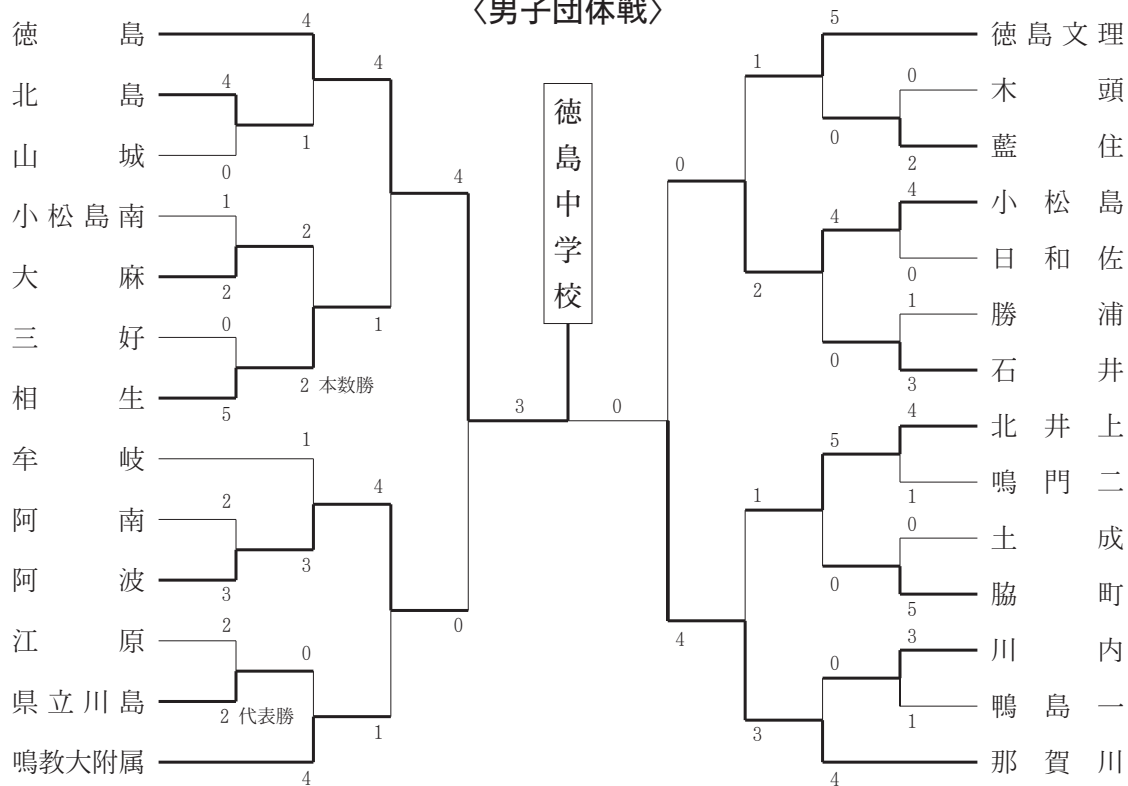 〈男子団体戦〉
徳島
北島
山城
小松島南
大麻
三好
相生
牟岐
阿南
阿波
江原
県立川島
鳴教大附属
4
4
0
1
2
0
5
1
2
3
2
2 代表勝
4
1
2
2 本数勝
3
0
4
1
4
1
4
0
3
徳島中学校
0
0
4
1
2
1
3
5
0
4
0
5
0
0
4
0
2
4
0
1
3
4
1
0
5
3
1
徳島文理
木頭
藍住
小松島
日和佐
勝浦
石井
北井上
鳴門二
土成
脇町
川内
鴨島一
那賀川